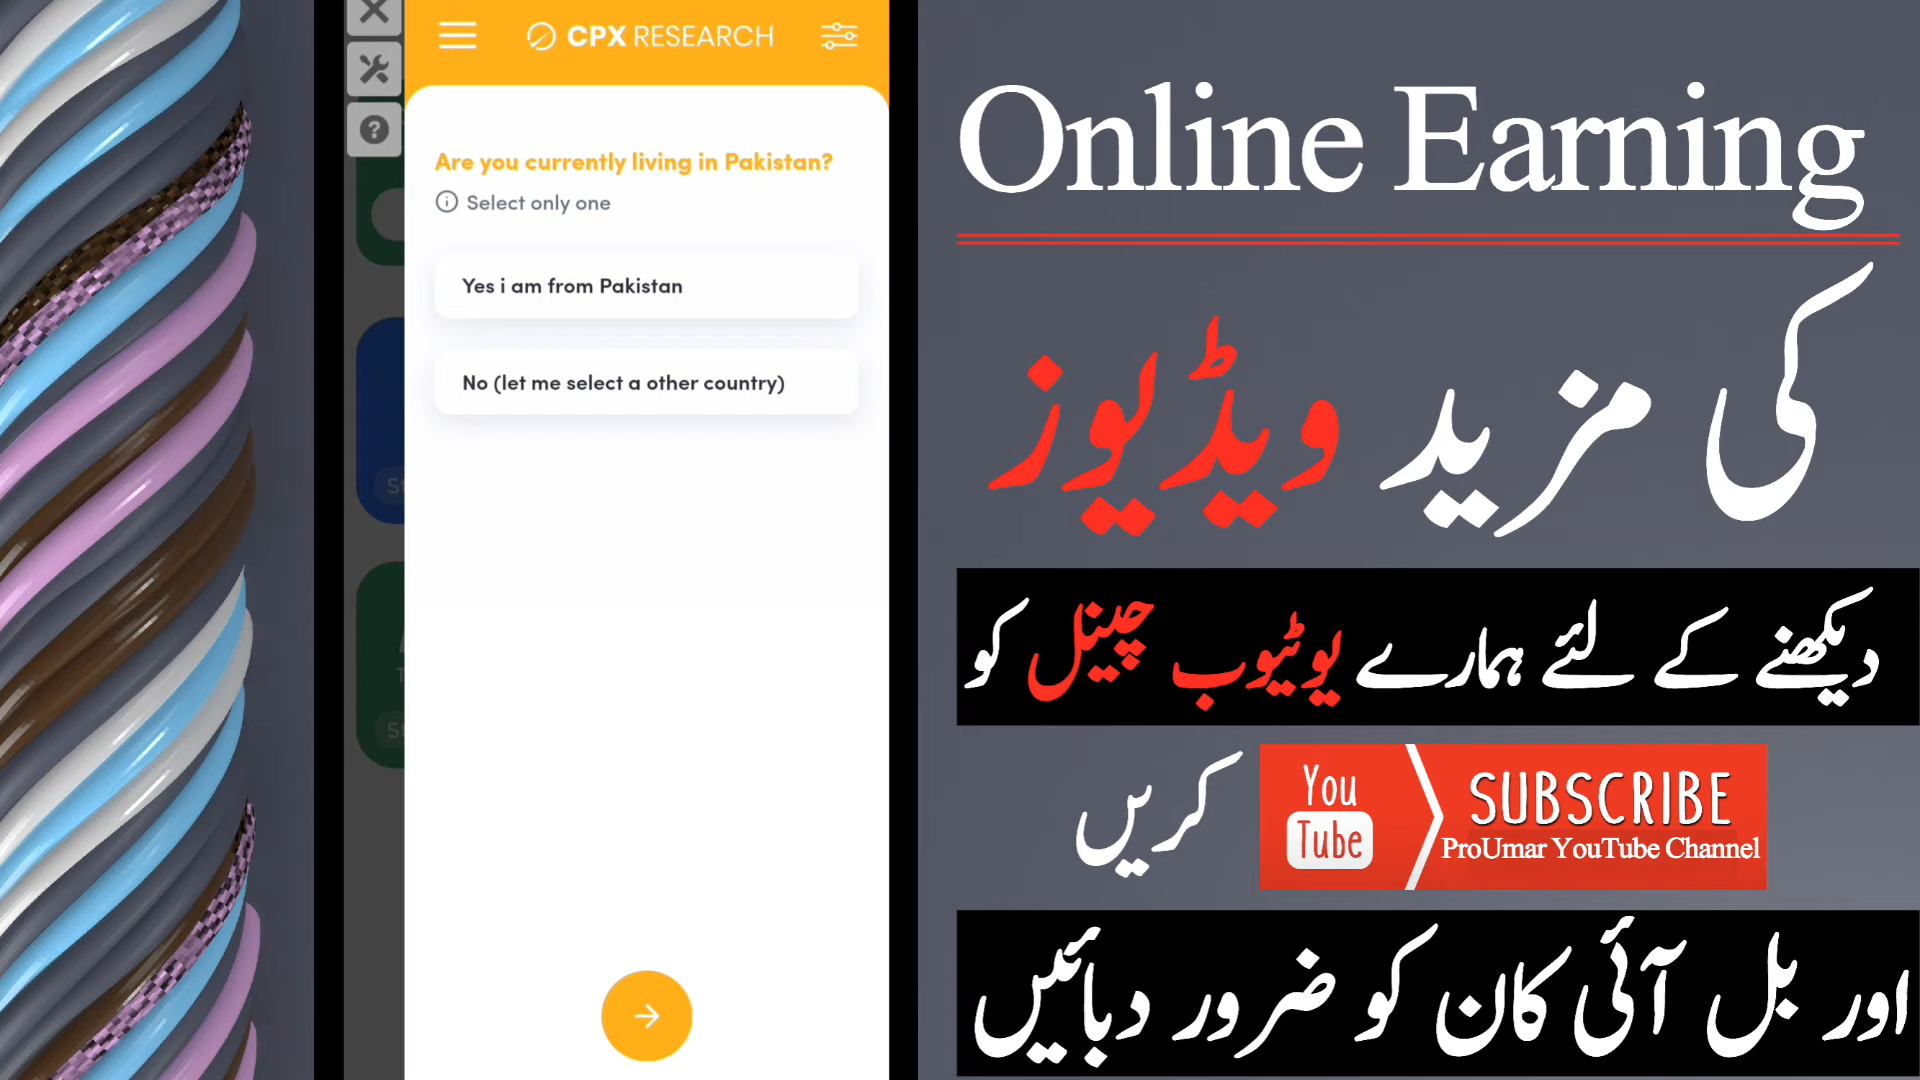 CPX RESEARCH
Are you currently living in Pakistan?
Select only one
Yes i am from Pakistan
No (let me select a other country)
Online Earning
کی مزید ویڈیوز
دیکھنے کے لئے ہمارے یوٹیوب چینل کو
You Tube SUBSCRIBE کریں
ProUmar YouTube Channel
اور بل آئی کان کو ضرور دبائیں